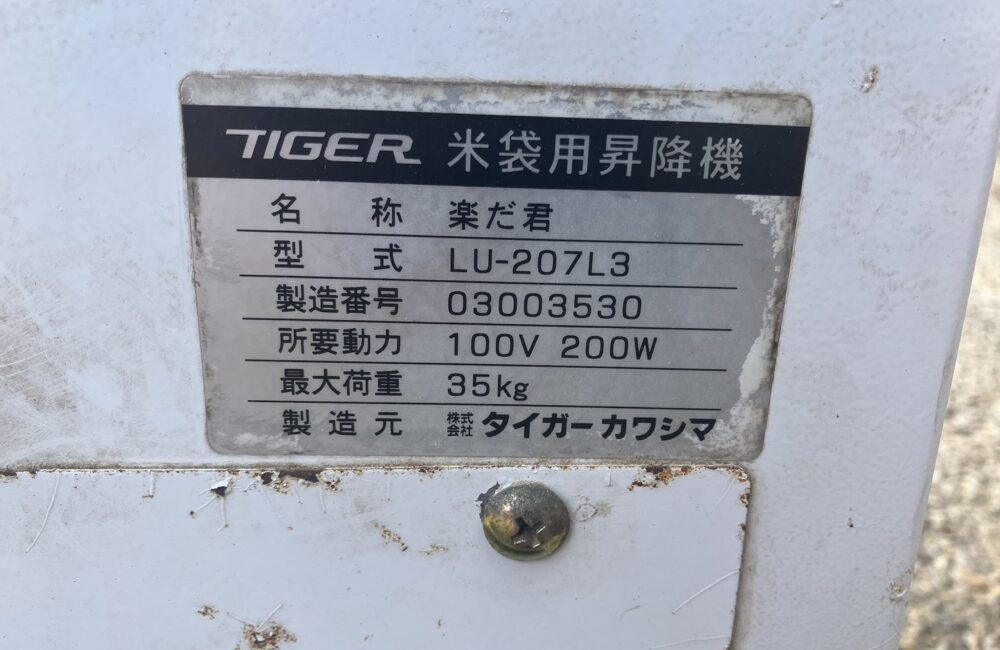 TIGER 米袋用昇降機
名称 楽だ君
型式 LU-207L3
製造番号 03003530
所要動力 100V 200W
最大荷重 35kg
製造元 株式会社 タイガーカワシマ